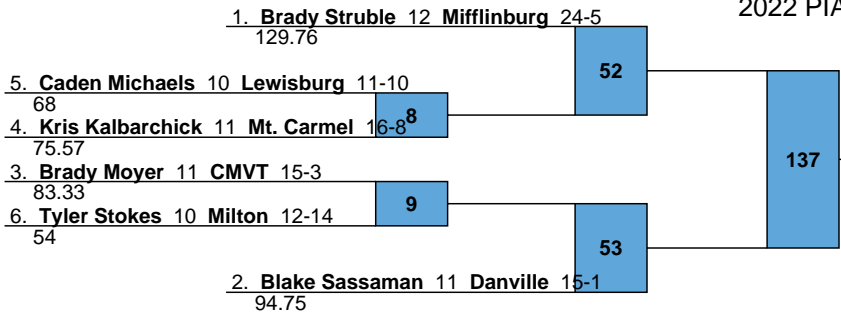 2022 PIA
1. Brady Struble 12 Mifflinburg 24-5
129.76
52
5. Caden Michaels 10 Lewisburg 11-10
68
8
4. Kris Kalbarchick 11 Mt. Carmel 16-8
75.57
137
3. Brady Moyer 11 CMVT 15-3
83.33
9
6. Tyler Stokes 10 Milton 12-14
54
53
2. Blake Sassaman 11 Danville 15-1
94.75